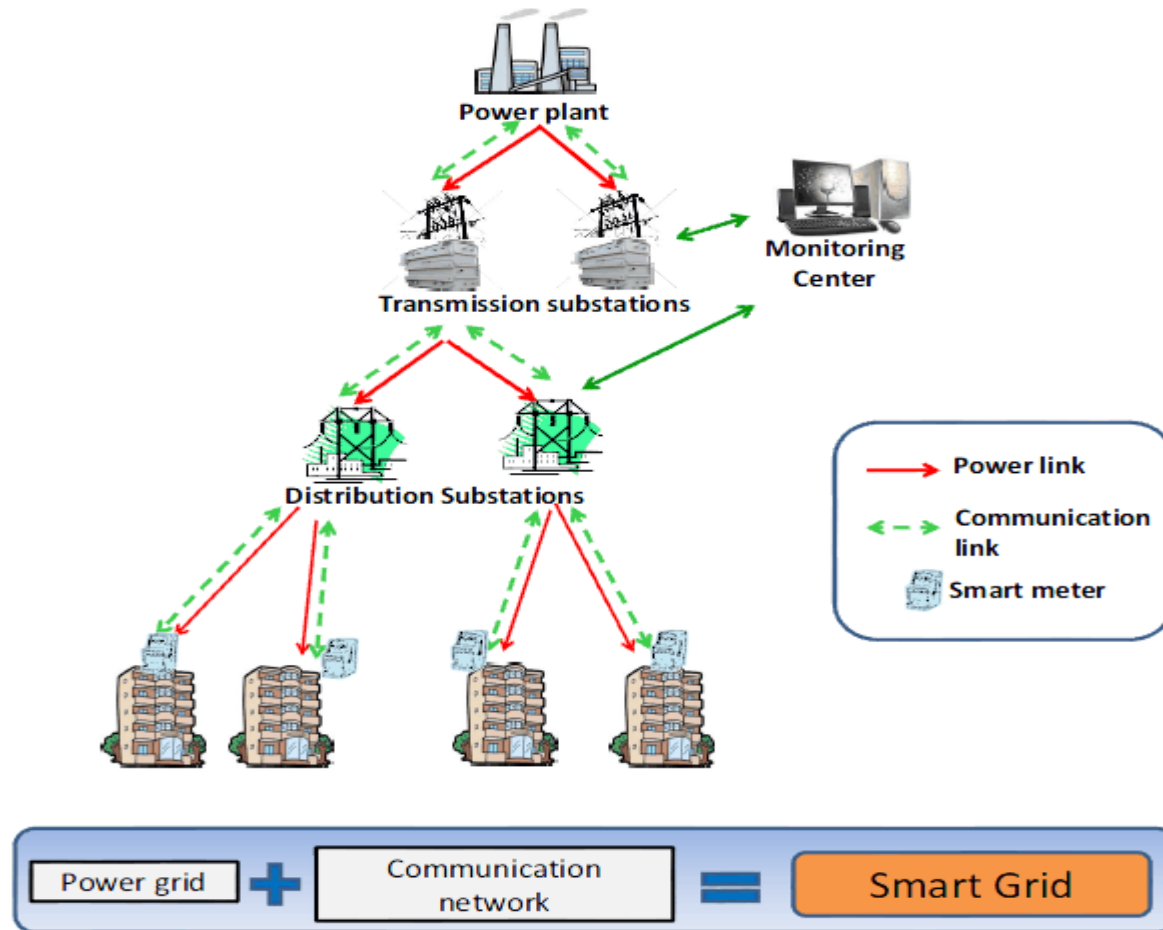 Power plant
Monitoring
Center
Transmission substations
Power link
Distribution Substations
Communication
link
Smart meter
Power grid
Communication
network
Smart Grid